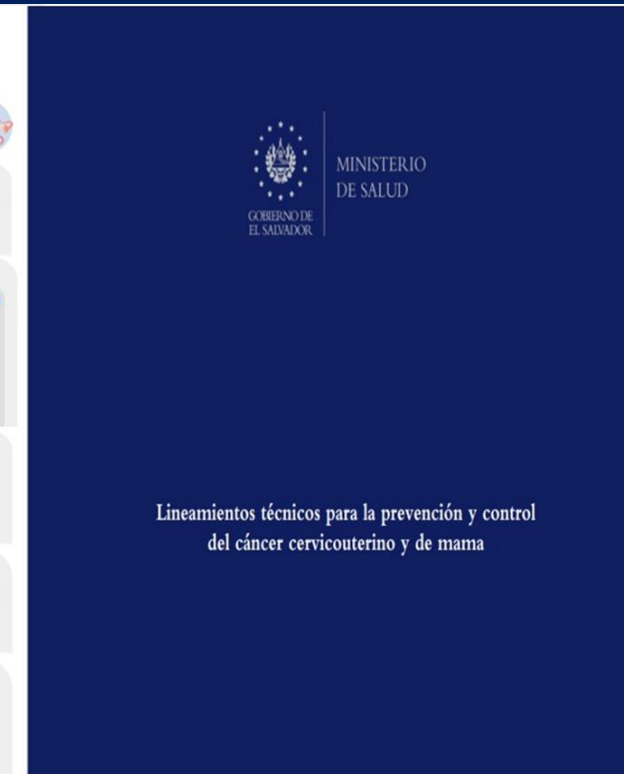 MINISTERIO
DE SALUD
GOBIERNO DE
EL SALVADOR
Lineamientos técnicos para la prevención y control
del cáncer cervicouterino y de mama